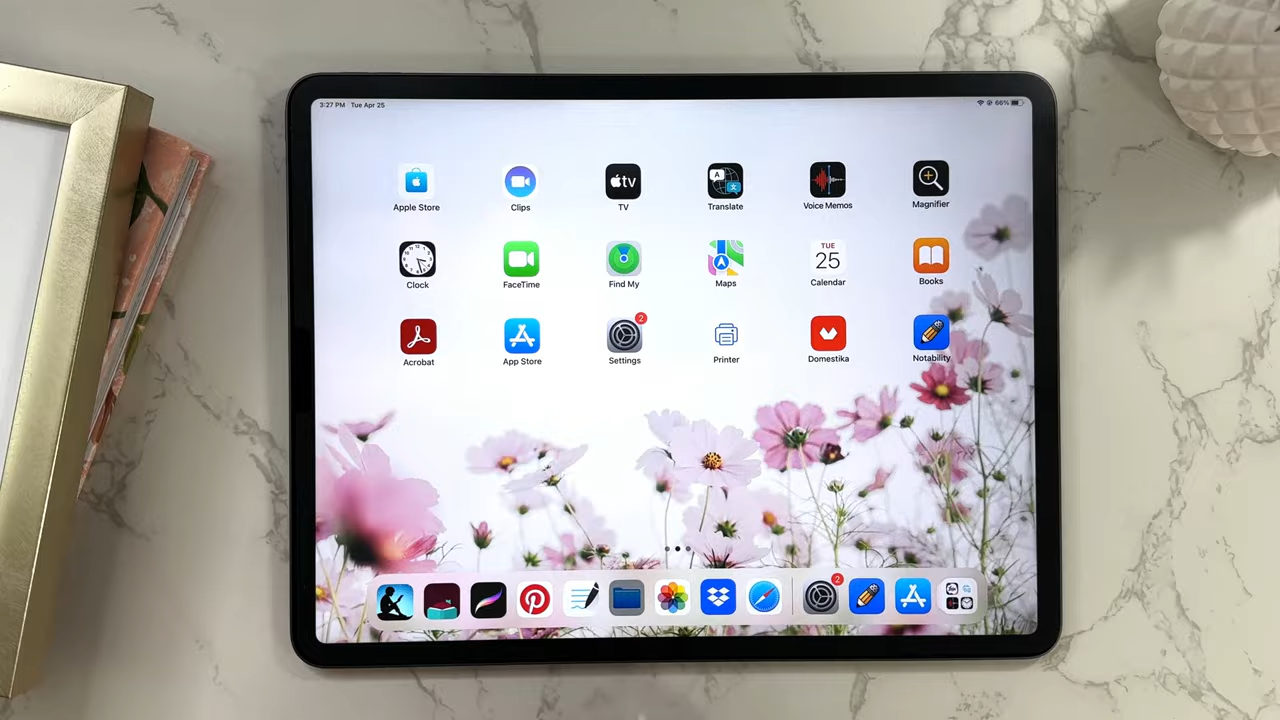 3:27 PM Tue Apr 25 66%
Apple Store Clips TV Translate Voice Memos Magnifier
Clock FaceTime Find My Maps Calendar Books
Acrobat App Store Settings Printer Domestika Notability
tv
A 文
TUE
25
2
2